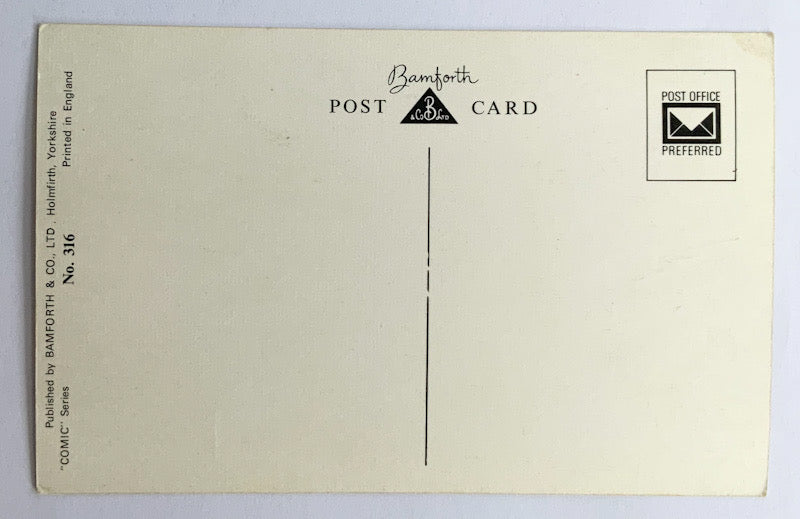 Bamforth
POST CARD
B
& Co Ltd
POST OFFICE
PREFERRED
Published by BAMFORTH & CO., LTD. Holmfirth, Yorkshire
"COMIC" Series No. 316 Printed in England